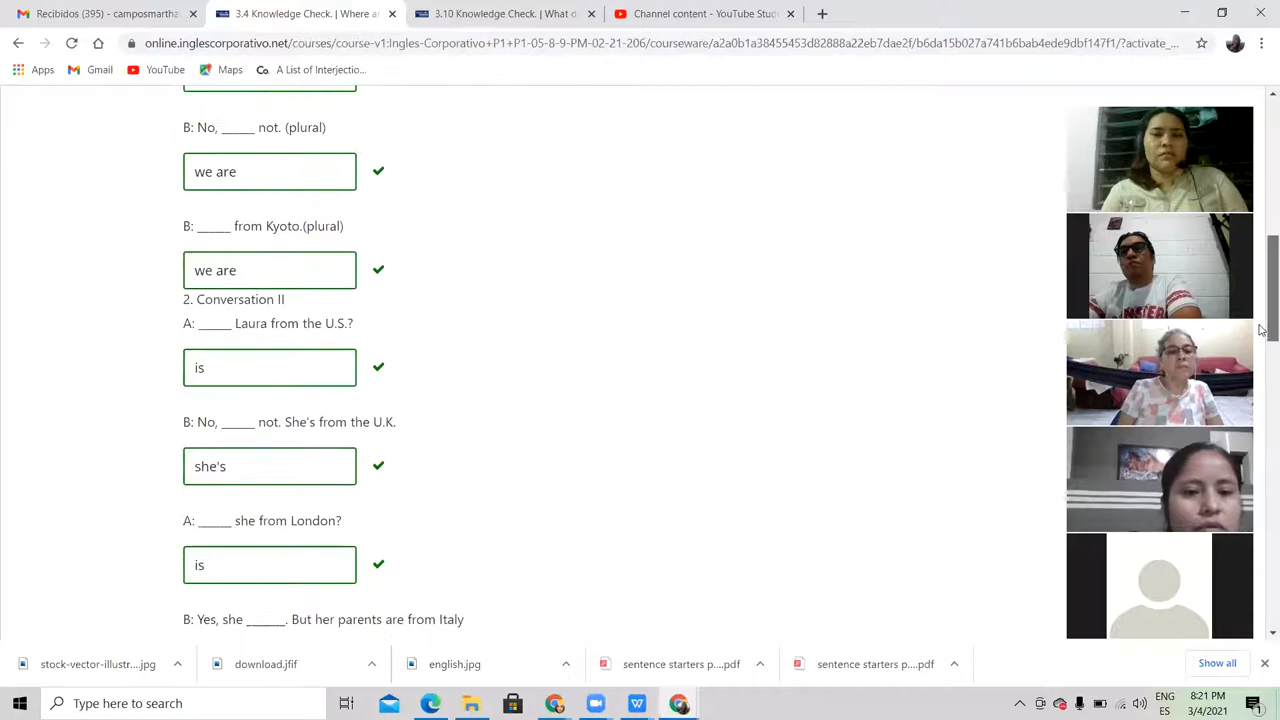 Recibidos (395) - camposmartha
3.4 Knowledge Check. | Where a
3.10 Knowledge Check. | What d
Channel content - YouTube Stud
online.inglescorporativo.net/courses/course-v1:Ingles-Corporativo+P1+P1-05-8-9-PM-02-21-206/courseware/a2a0b1a38455453d82888a22eb7dae2f/b6da15b027a741b6bab4ede9dbf147f1/?activate_...
Apps Gmail YouTube Maps Co. A List of Interjectio...
B: No, _____ not. (plural)
we are
B: _____ from Kyoto.(plural)
we are
2. Conversation II
A: _____ Laura from the U.S.?
is
B: No, _____ not. She's from the U.K.
she's
A: _____ she from London?
is
B: Yes, she ______. But her parents are from Italy
stock-vector-illustr....jpg
download.jfif
english.jpg
sentence starters p....pdf
sentence starters p....pdf
Show all
Type here to search
ENG
ES
8:21 PM
3/4/2021
1